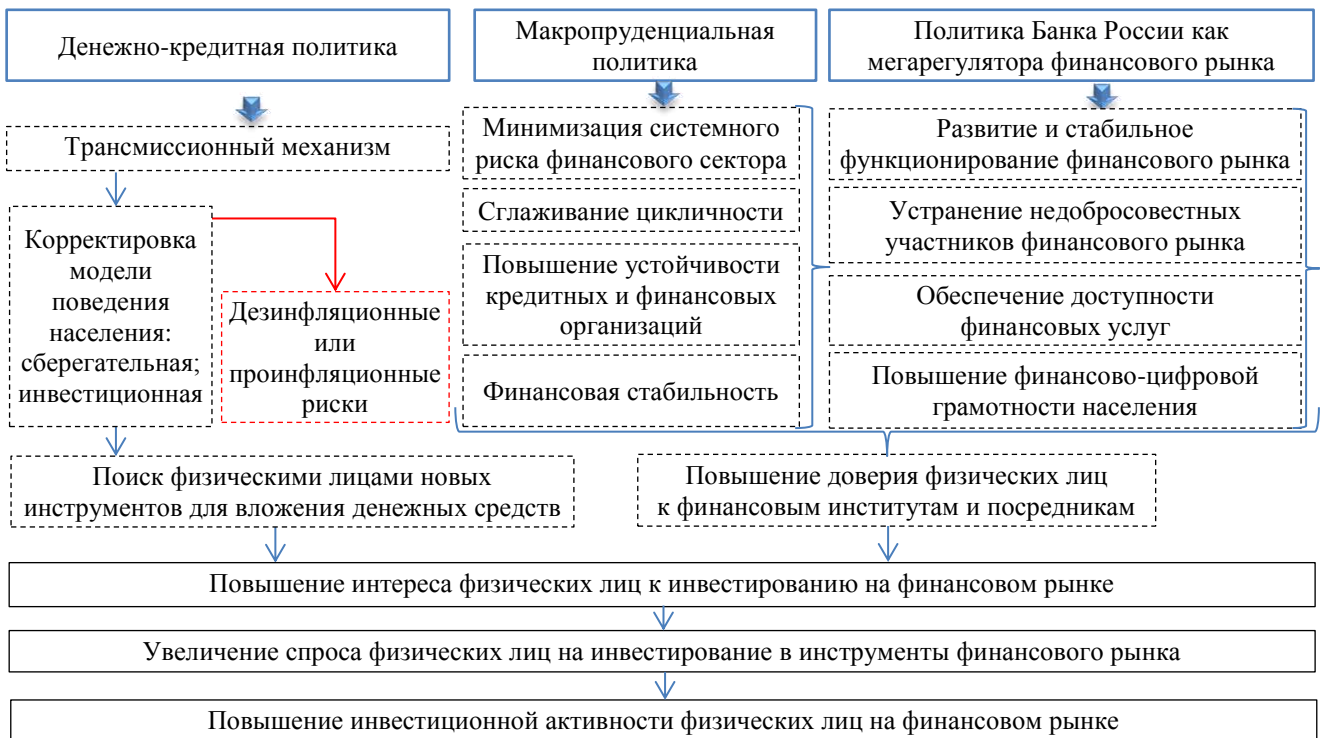 Денежно-кредитная политика
Макропруденциальная
политика
Политика Банка России как
мегарегулятора финансового рынка
Трансмиссионный механизм
Корректировка
модели
поведения
населения:
сберегательная;
инвестиционная
Дезинфляционные
или
проинфляционные
риски
Минимизация системного
риска финансового сектора
Сглаживание цикличности
Повышение устойчивости
кредитных и финансовых
организаций
Финансовая стабильность
Развитие и стабильное
функционирование финансового рынка
Устранение недобросовестных
участников финансового рынка
Обеспечение доступности
финансовых услуг
Повышение финансово-цифровой
грамотности населения
Поиск физическими лицами новых
инструментов для вложения денежных средств
Повышение доверия физических лиц
к финансовым институтам и посредникам
Повышение интереса физических лиц к инвестированию на финансовом рынке
Увеличение спроса физических лиц на инвестирование в инструменты финансового рынка
Повышение инвестиционной активности физических лиц на финансовом рынке